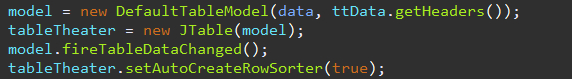 model = new DefaultTableModel(data, ttData.getHeaders());
tableTheater = new JTable(model);
model.fireTableDataChanged();
tableTheater.setAutoCreateRowSorter(true);